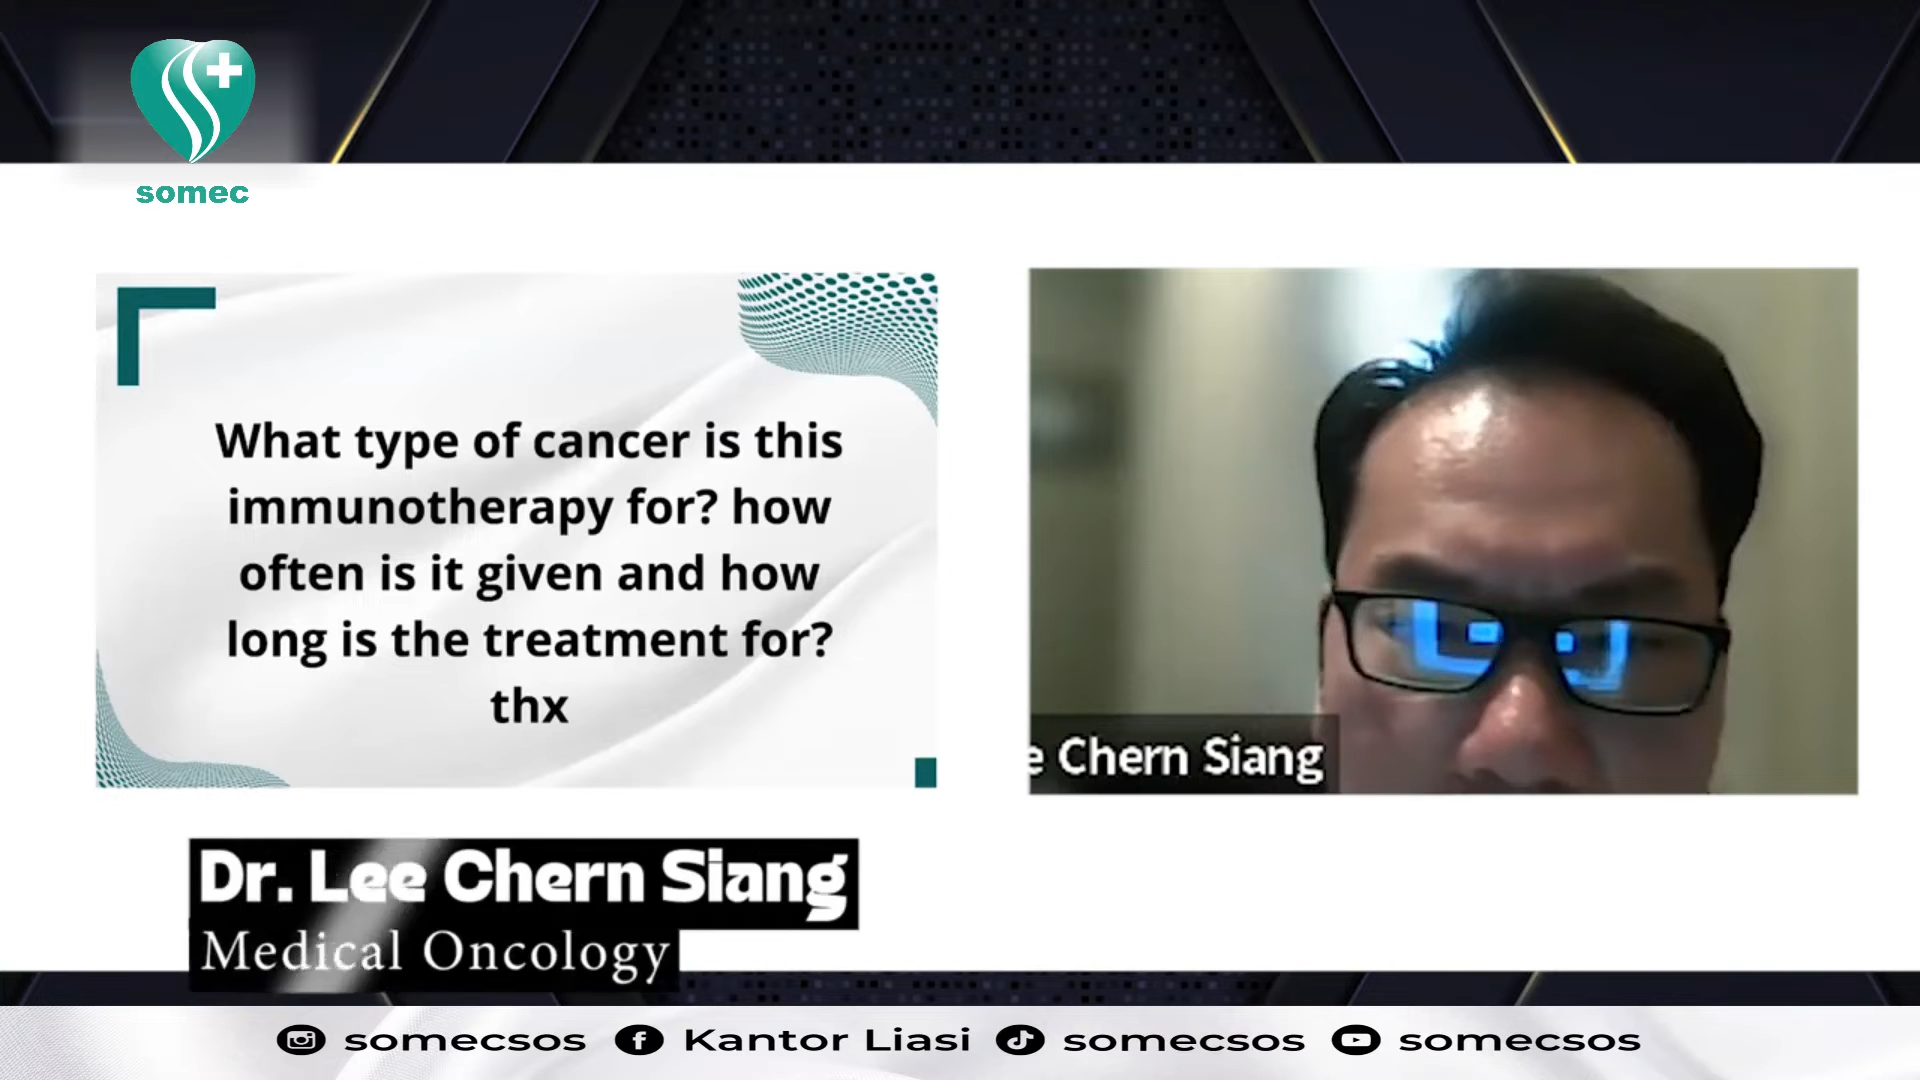 somec
What type of cancer is this
immunotherapy for? how
often is it given and how
long is the treatment for?
thx
e Chern Siang
Dr. Lee Chern Siang
Medical Oncology
somecsos
Kantor Liasi
somecsos
somecsos